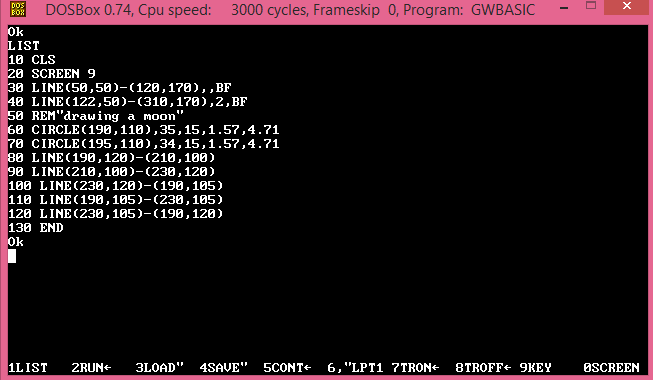 DOS BOX DOSBox 0.74, Cpu speed: 3000 cycles, Frameskip 0, Program: GWBASIC
Ok
LIST
10 CLS
20 SCREEN 9
30 LINE(50,50)-(120,170),,BF
40 LINE(122,50)-(310,170),2,BF
50 REM"drawing a moon"
60 CIRCLE(190,110),35,15,1.57,4.71
70 CIRCLE(195,110),34,15,1.57,4.71
80 LINE(190,120)-(210,100)
90 LINE(210,100)-(230,120)
100 LINE(230,120)-(190,105)
110 LINE(190,105)-(230,105)
120 LINE(230,105)-(190,120)
130 END
Ok
1LIST 2RUN← 3LOAD" 4SAVE" 5CONT← 6,"LPT1 7TRON← 8TROFF← 9KEY 0SCREEN